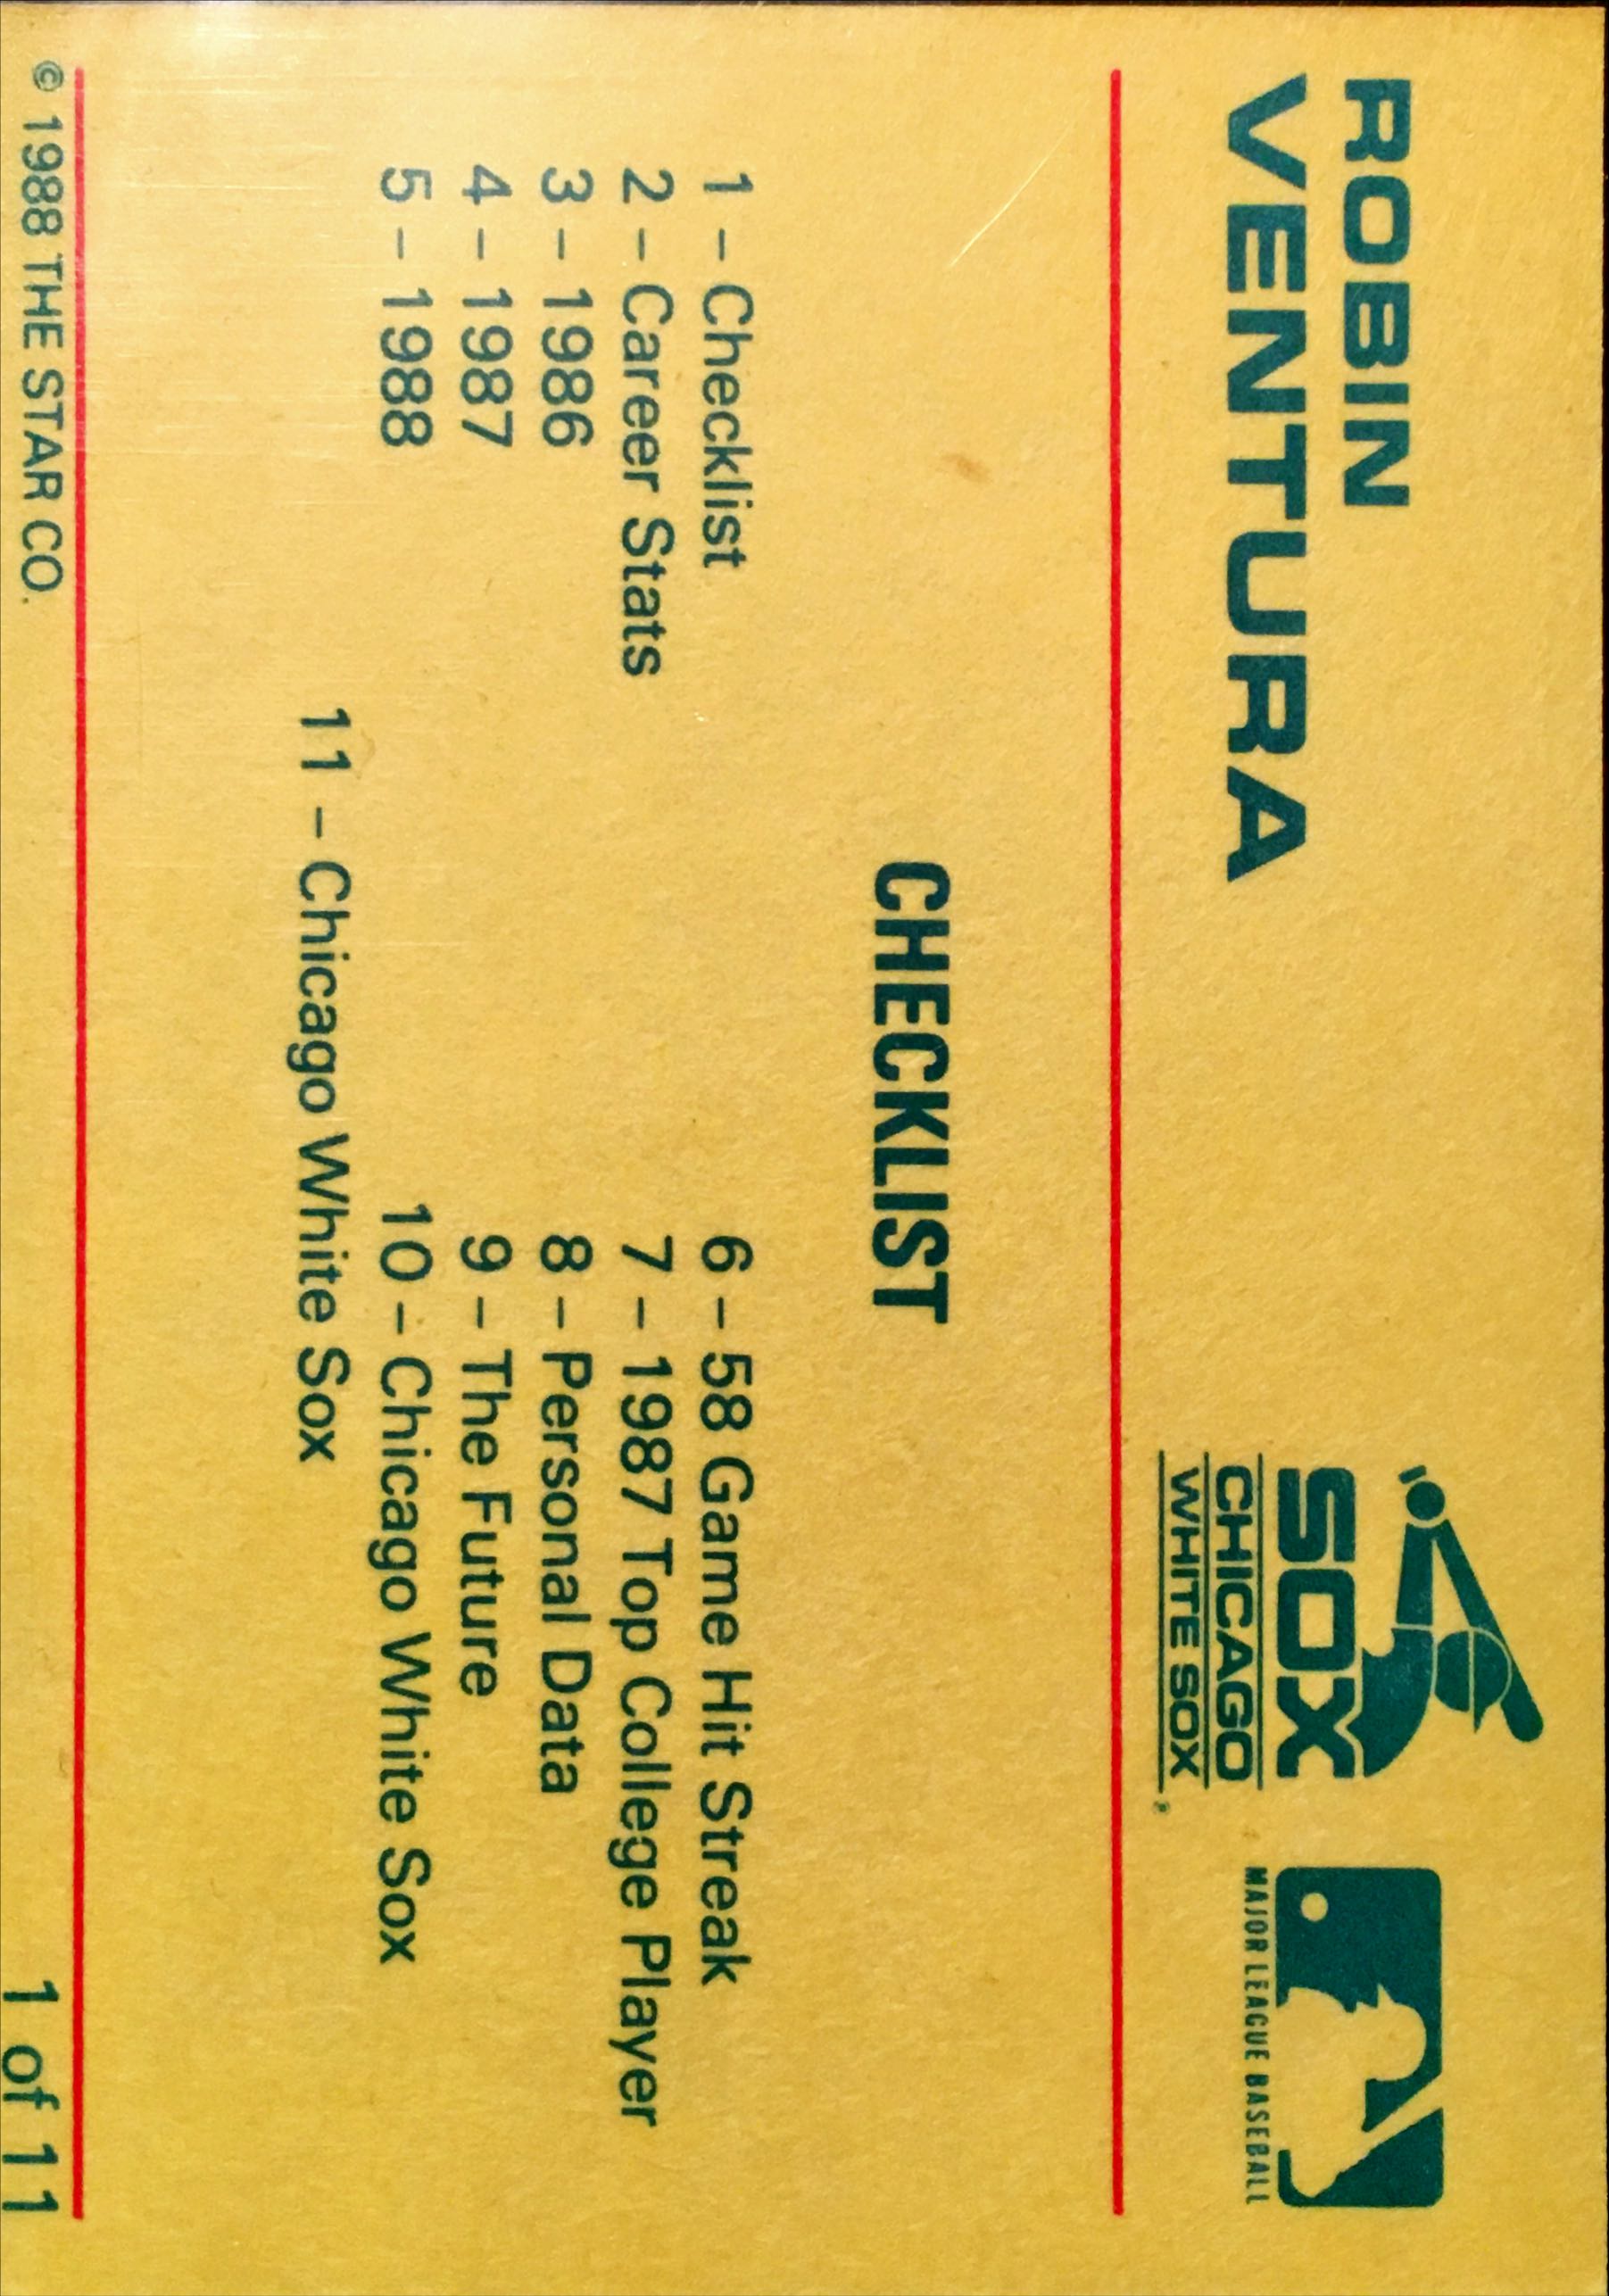 ROBIN
VENTURA
SOX
CHICAGO
WHITE SOX
MAJOR LEAGUE BASEBALL
CHECKLIST
1 – Checklist
2 – Career Stats
3 – 1986
4 – 1987
5 – 1988
6 – 58 Game Hit Streak
7 – 1987 Top College Player
8 – Personal Data
9 – The Future
10 – Chicago White Sox
11 – Chicago White Sox
© 1988 THE STAR CO.
1 of 11